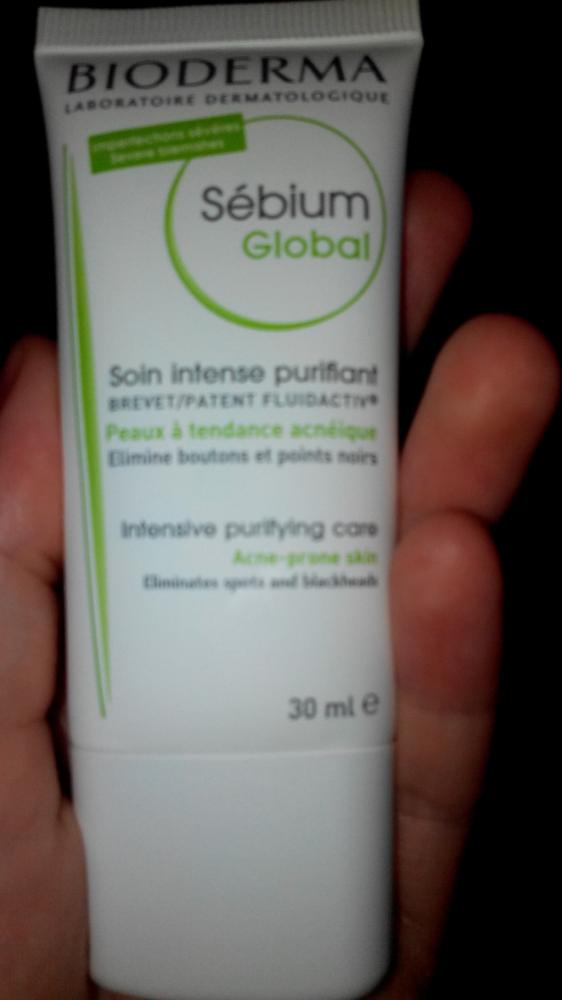 BIODERMA
LABORATOIRE DERMATOLOGIQUE
Imperfections sévères
Severe blemishes
Sébium
Global
Soin intense purifiant
BREVET/PATENT FLUIDACTIV®
Peaux à tendance acnéique
Elimine boutons et points noirs
Intensive purifying care
Acne-prone skin
Eliminates spots and blackheads
30 ml e